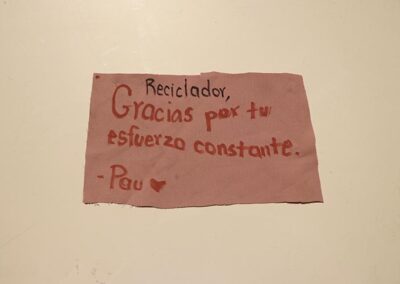 Reciclador,
Gracias por tu
esfuerzo constante.
- Pau ♥